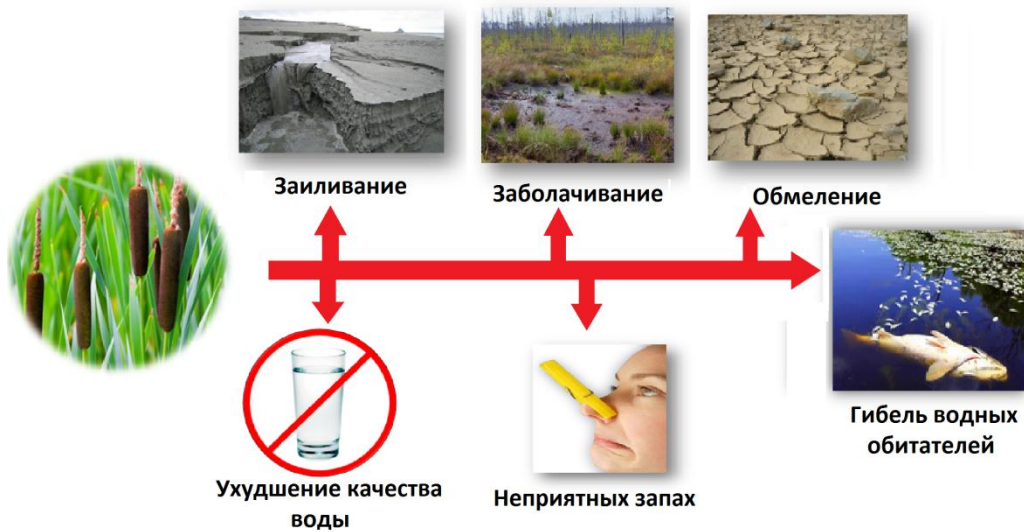 Заиливание
Заболачивание
Обмеление
Гибель водных
обитателей
Ухудшение качества
воды
Неприятных запах